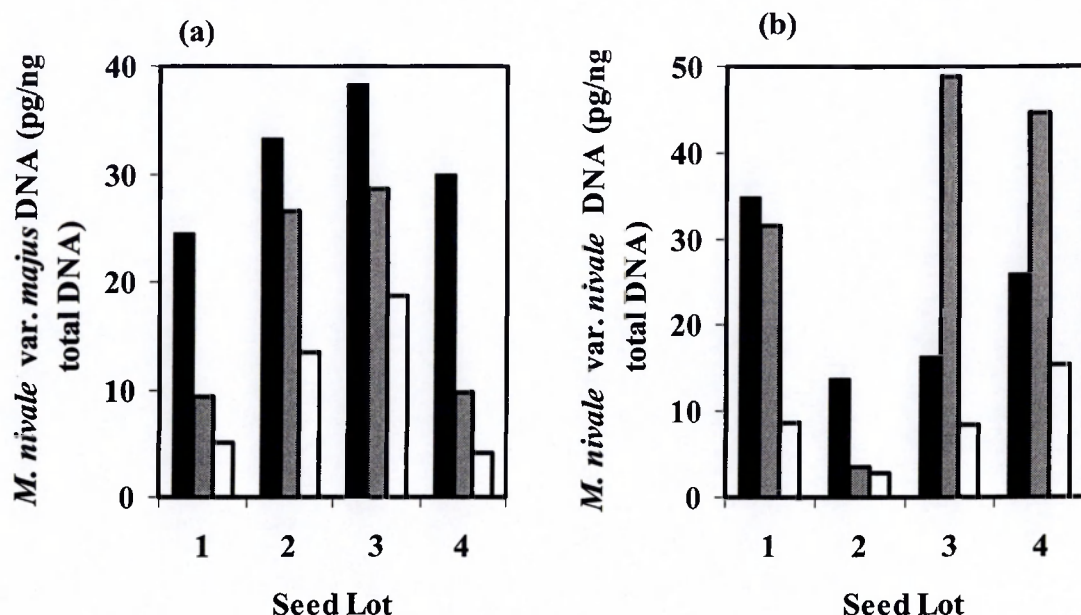 (a)
M. nivale var. majus DNA (pg/ng
total DNA)
40
30
20
10
0
1 2 3 4
Seed Lot
(b)
M. nivale var. nivale DNA (pg/ng
total DNA)
50
40
30
20
10
0
1 2 3 4
Seed Lot